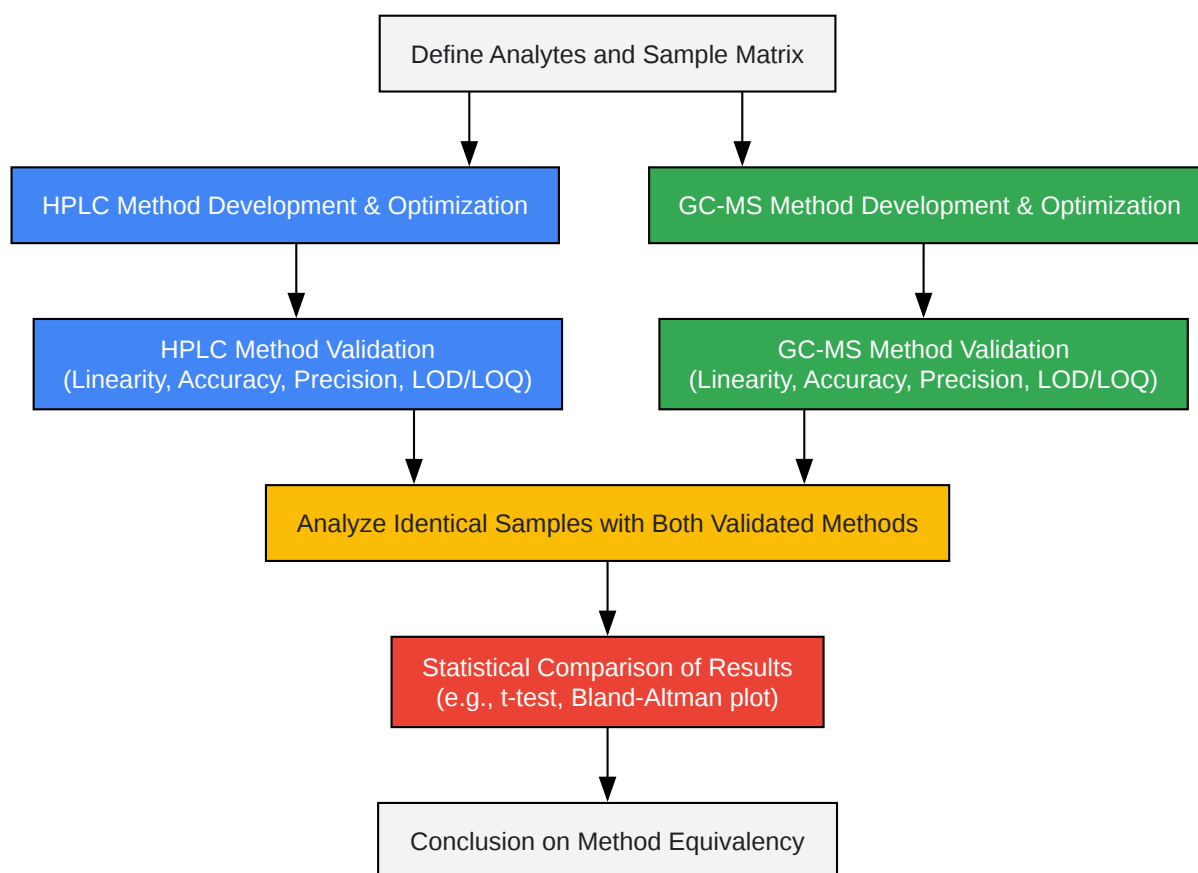 Define Analytes and Sample Matrix
HPLC Method Development & Optimization
GC-MS Method Development & Optimization
HPLC Method Validation
(Linearity, Accuracy, Precision, LOD/LOQ)
GC-MS Method Validation
(Linearity, Accuracy, Precision, LOD/LOQ)
Analyze Identical Samples with Both Validated Methods
Statistical Comparison of Results
(e.g., t-test, Bland-Altman plot)
Conclusion on Method Equivalency